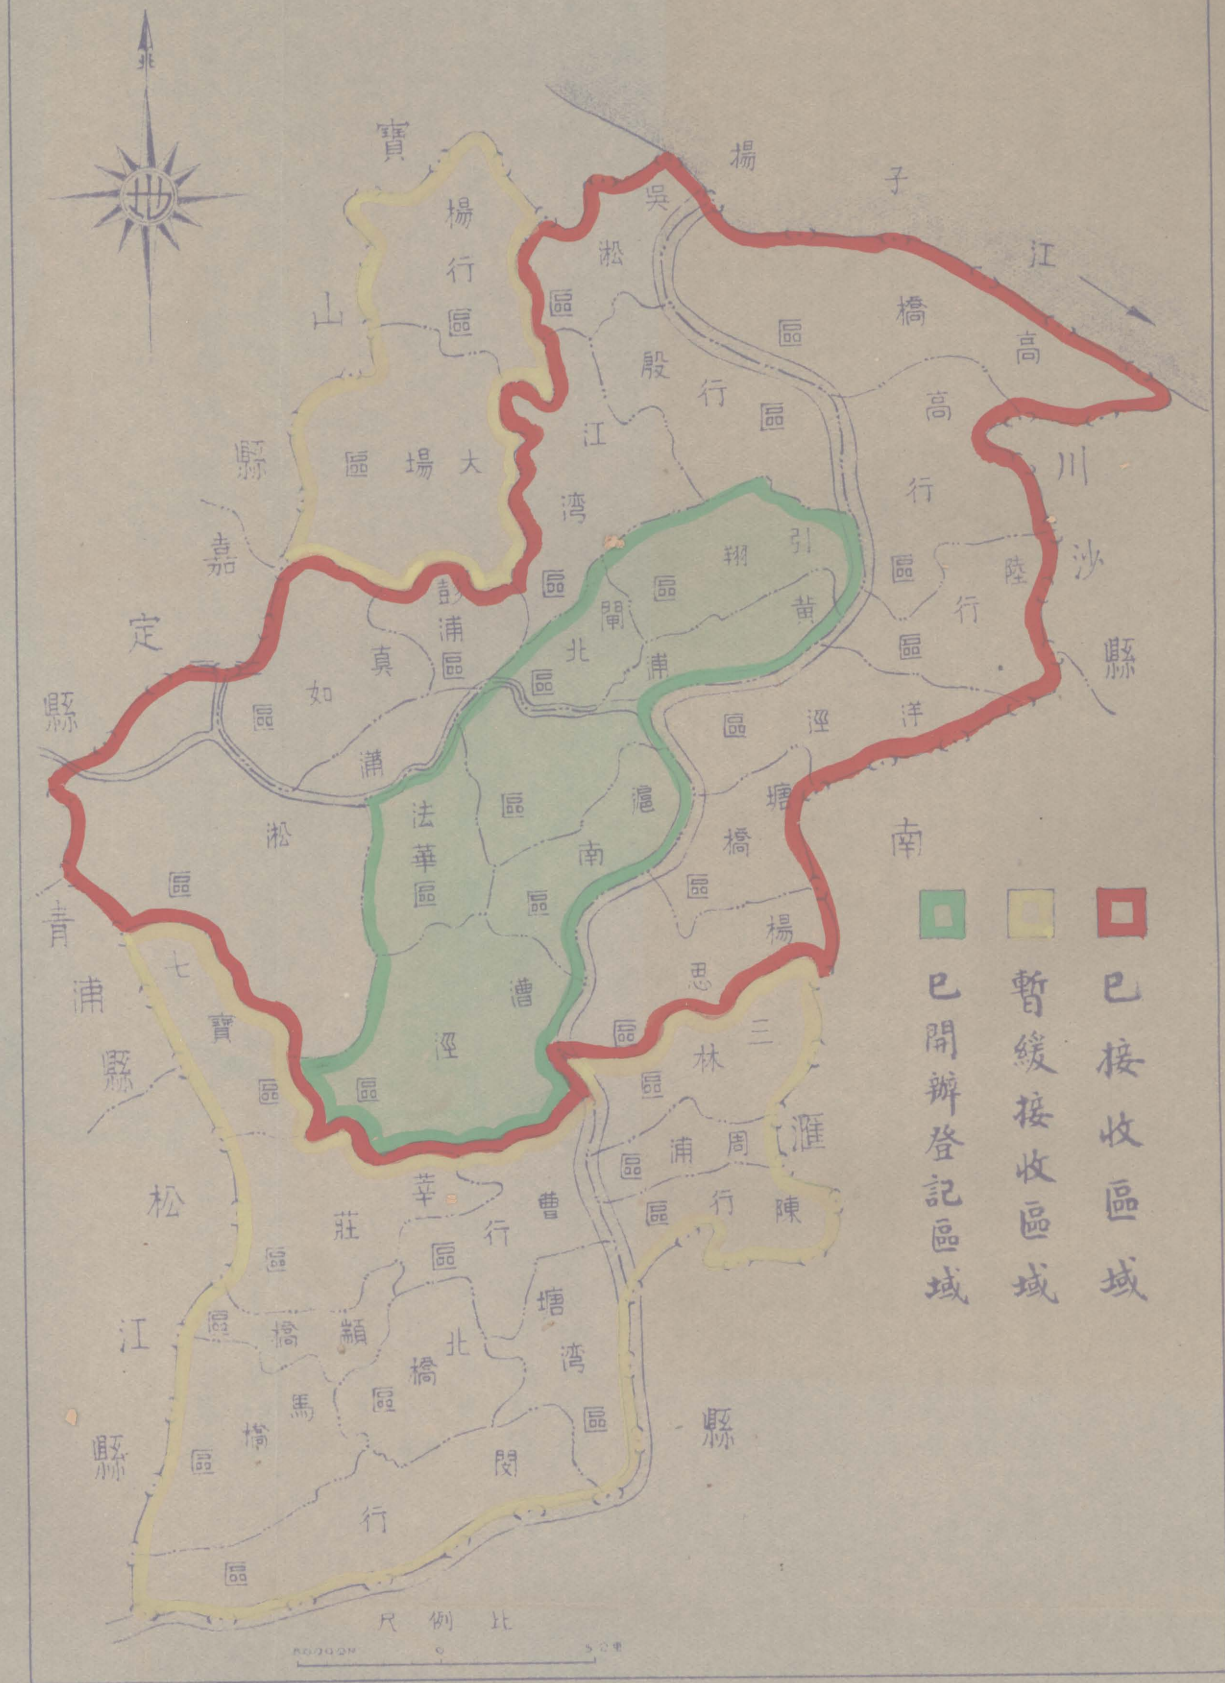 北
寶
山
縣
嘉
定
縣
青
浦
縣
松
江
縣
揚子江
川沙縣
南
匯
縣
楊行區
大場區
吳淞區
殷行區
江湾區
高橋區
高行區
陸行區
洋涇區
塘橋區
楊思區
引翔區
黄浦
閘北區
彭浦區
真如區
蒲淞區
法華區
區
滬南區
漕涇區
七寶區
三林區
周浦區
陳行區
莘莊區
曹行區
塘湾區
顓橋區
北橋區
馬橋區
閔行區
已接收區域
暫緩接收區域
已開辦登記區域
比例尺
0